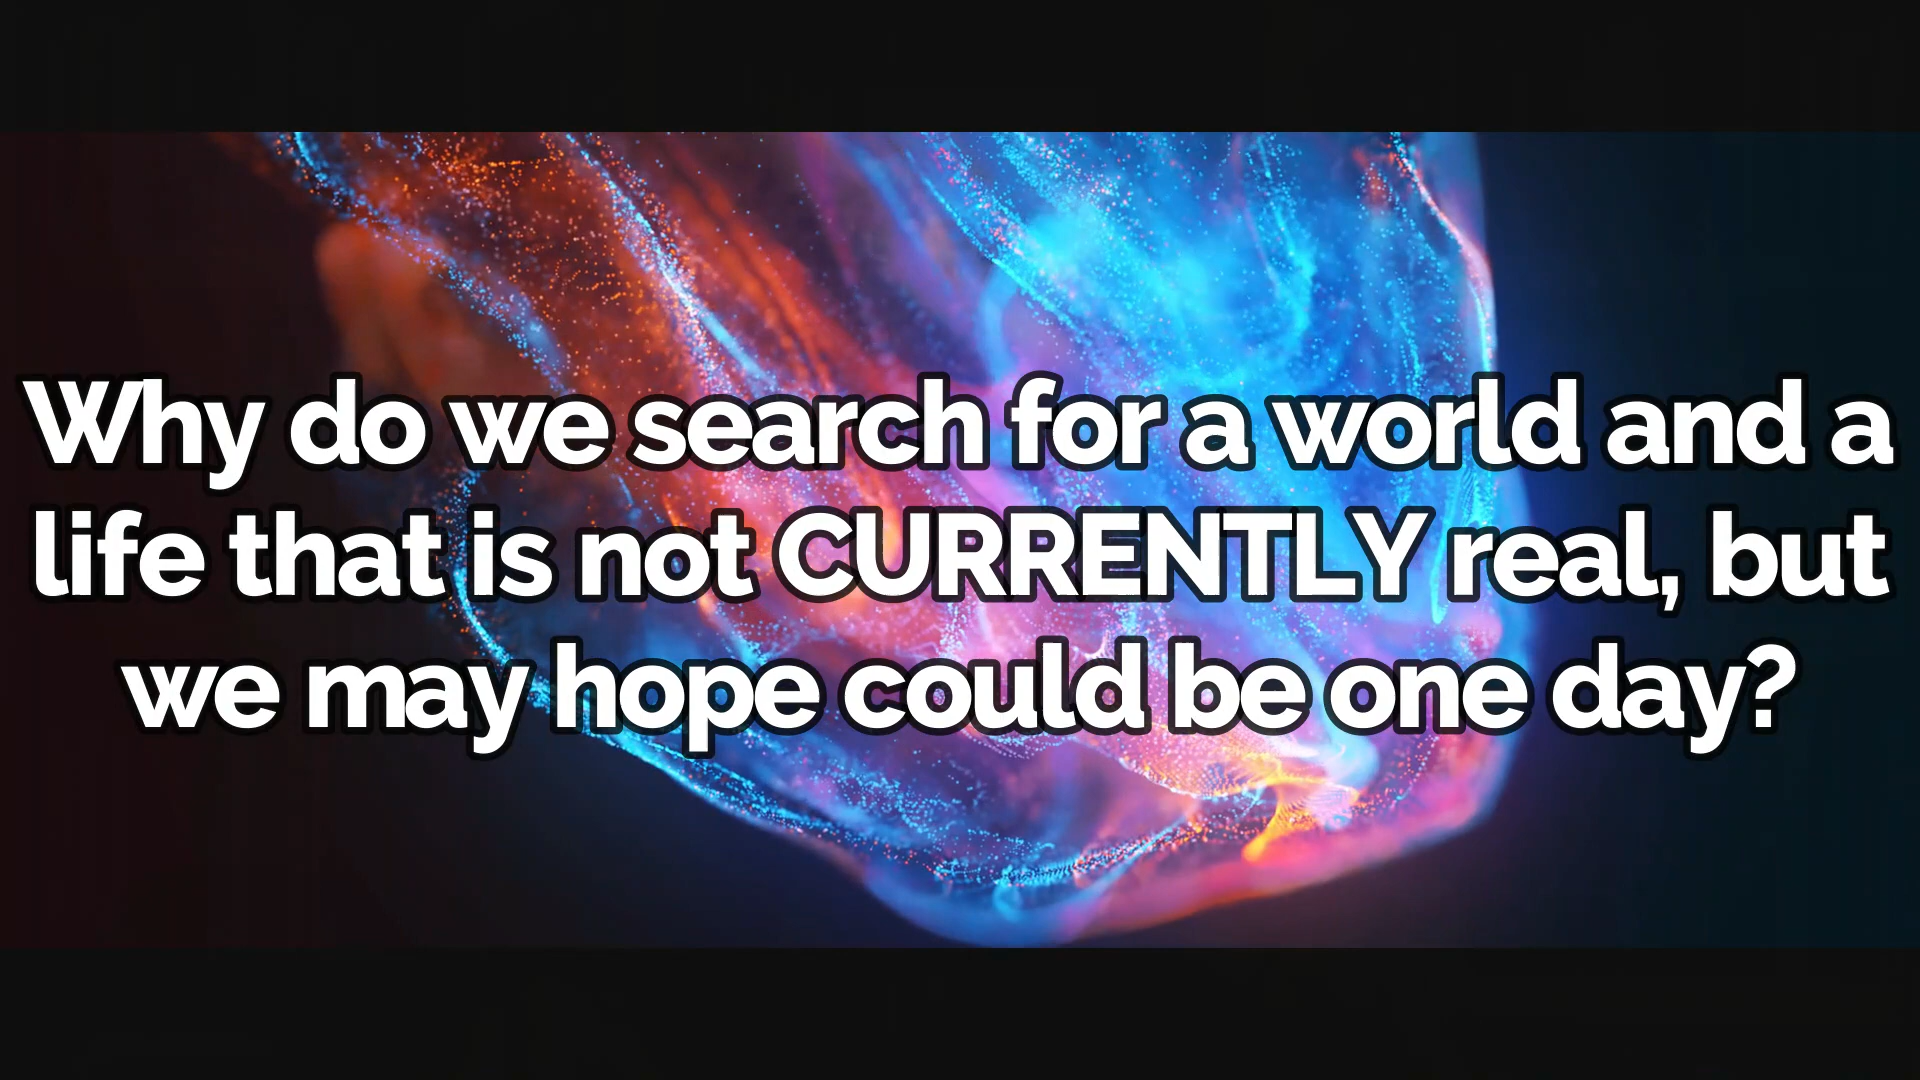 Why do we search for a world and a
life that is not CURRENTLY real, but
we may hope could be one day?